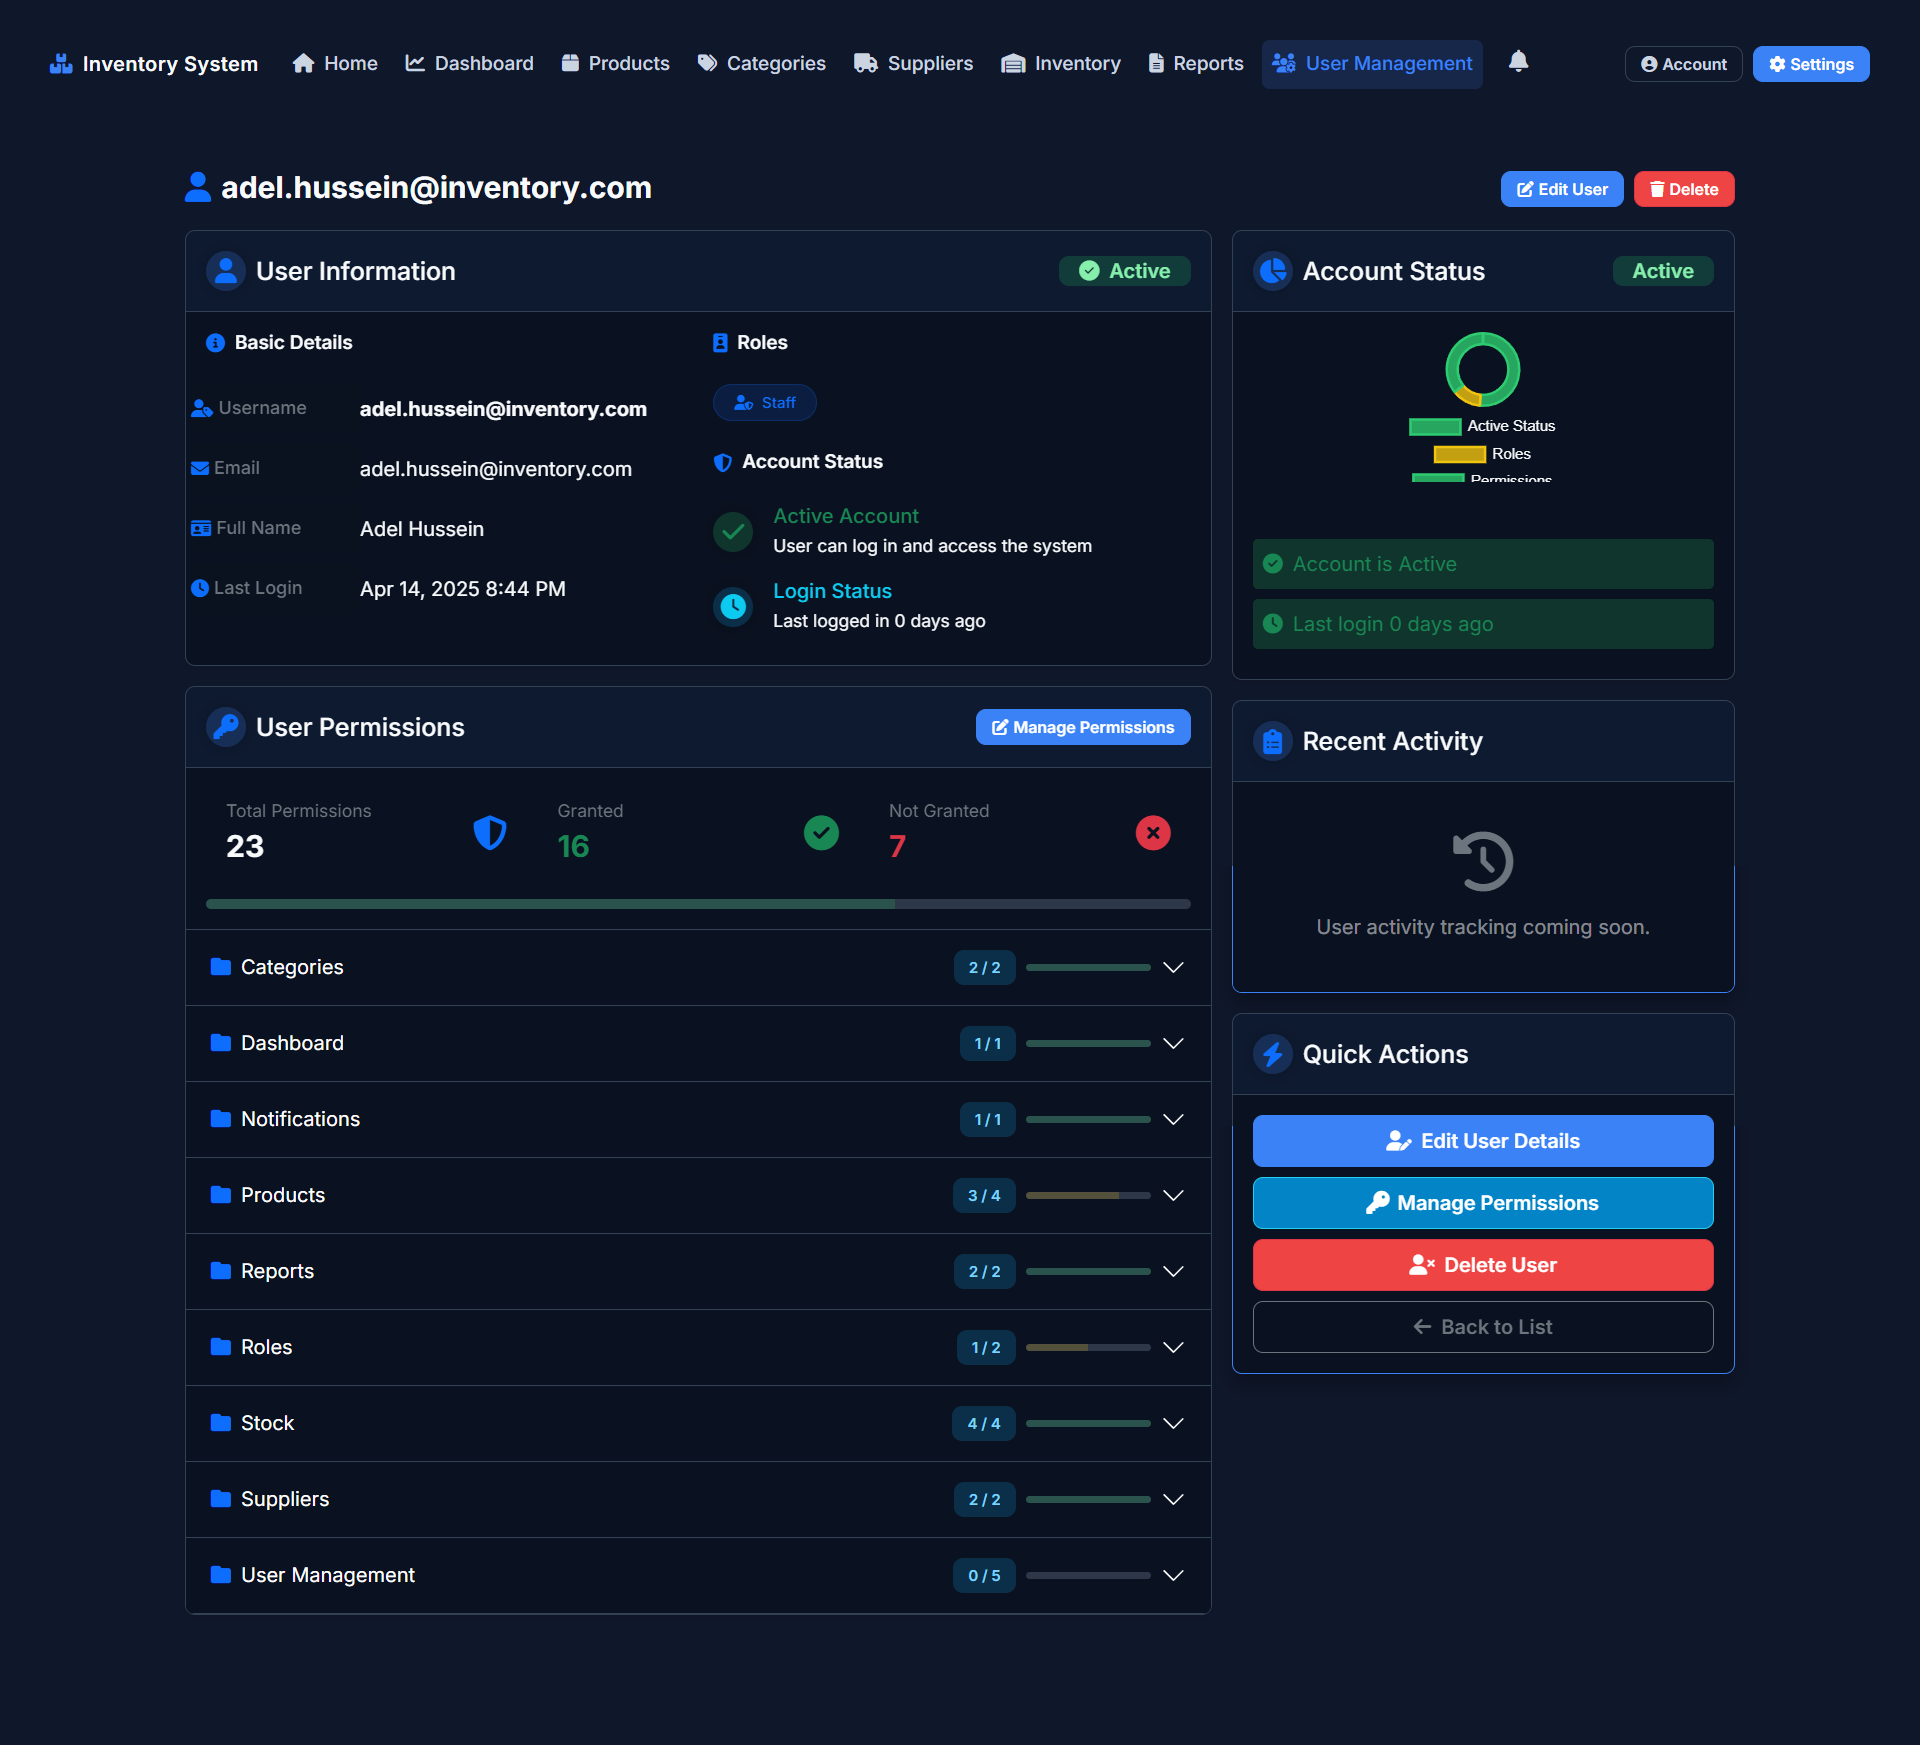 Inventory System Home Dashboard Products Categories Suppliers Inventory Reports User Management Account Settings
adel.hussein@inventory.com
Edit User Delete
User Information Active
Basic Details
Username adel.hussein@inventory.com
Email adel.hussein@inventory.com
Full Name Adel Hussein
Last Login Apr 14, 2025 8:44 PM
Roles
Staff
Account Status
Active Account
User can log in and access the system
Login Status
Last logged in 0 days ago
Account Status Active
Active Status
Roles
Permissions
Account is Active
Last login 0 days ago
User Permissions Manage Permissions
Total Permissions
23
Granted
16
Not Granted
7
Categories 2 / 2
Dashboard 1 / 1
Notifications 1 / 1
Products 3 / 4
Reports 2 / 2
Roles 1 / 2
Stock 4 / 4
Suppliers 2 / 2
User Management 0 / 5
Recent Activity
User activity tracking coming soon.
Quick Actions
Edit User Details
Manage Permissions
Delete User
Back to List